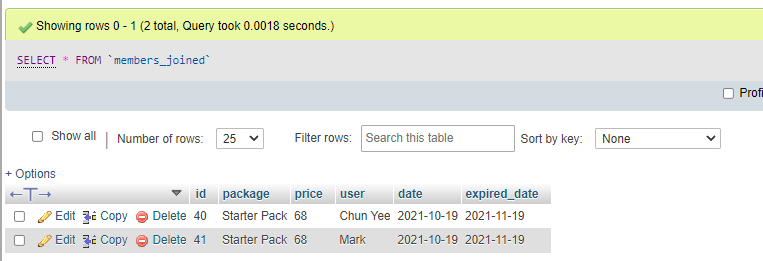 Showing rows 0 - 1 (2 total, Query took 0.0018 seconds.)
SELECT * FROM `members_joined`
Profi
Show all | Number of rows: 25 Filter rows: Search this table Sort by key: None
+ Options
←T→ id package price user date expired_date
Edit Copy Delete 40 Starter Pack 68 Chun Yee 2021-10-19 2021-11-19
Edit Copy Delete 41 Starter Pack 68 Mark 2021-10-19 2021-11-19